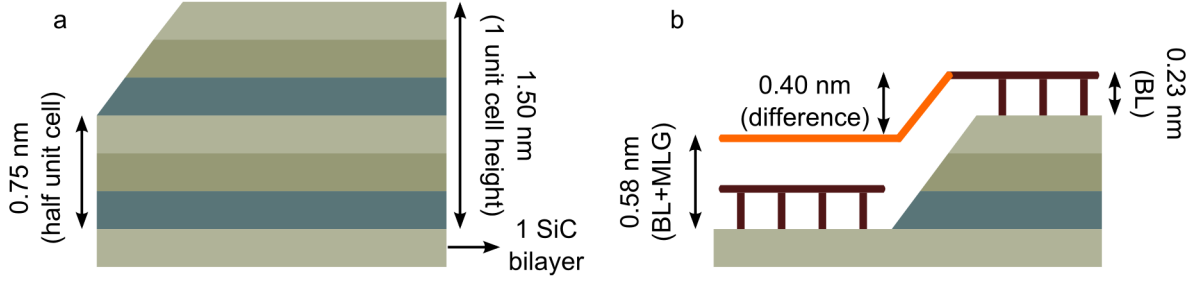 a
0.75 nm
(half unit cell)
1.50 nm
(1 unit cell height)
1 SiC
bilayer
b
0.58 nm
(BL+MLG)
0.40 nm
(difference)
0.23 nm
(BL)